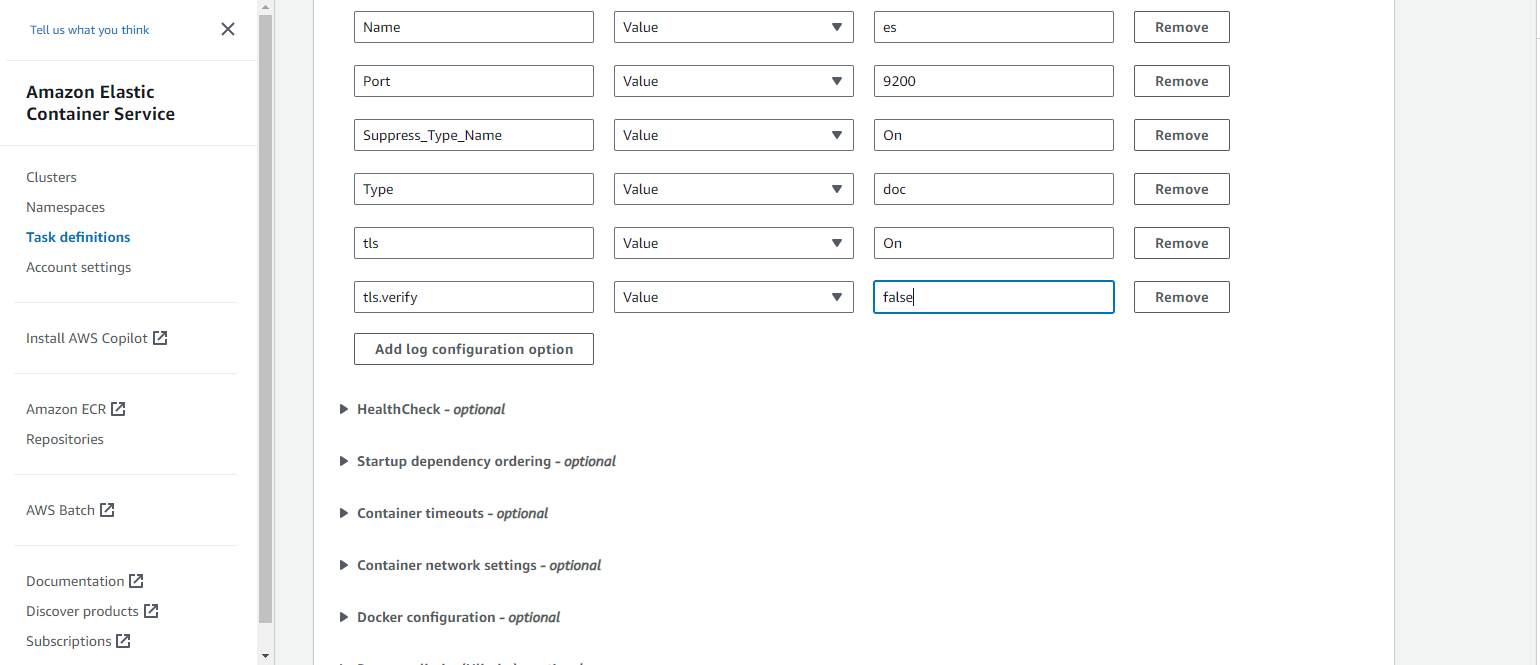 Tell us what you think
Amazon Elastic
Container Service
Clusters
Namespaces
Task definitions
Account settings
Install AWS Copilot
Amazon ECR
Repositories
AWS Batch
Documentation
Discover products
Subscriptions
Name Value es Remove
Port Value 9200 Remove
Suppress_Type_Name Value On Remove
Type Value doc Remove
tls Value On Remove
tls.verify Value false Remove
Add log configuration option
HealthCheck - optional
Startup dependency ordering - optional
Container timeouts - optional
Container network settings - optional
Docker configuration - optional